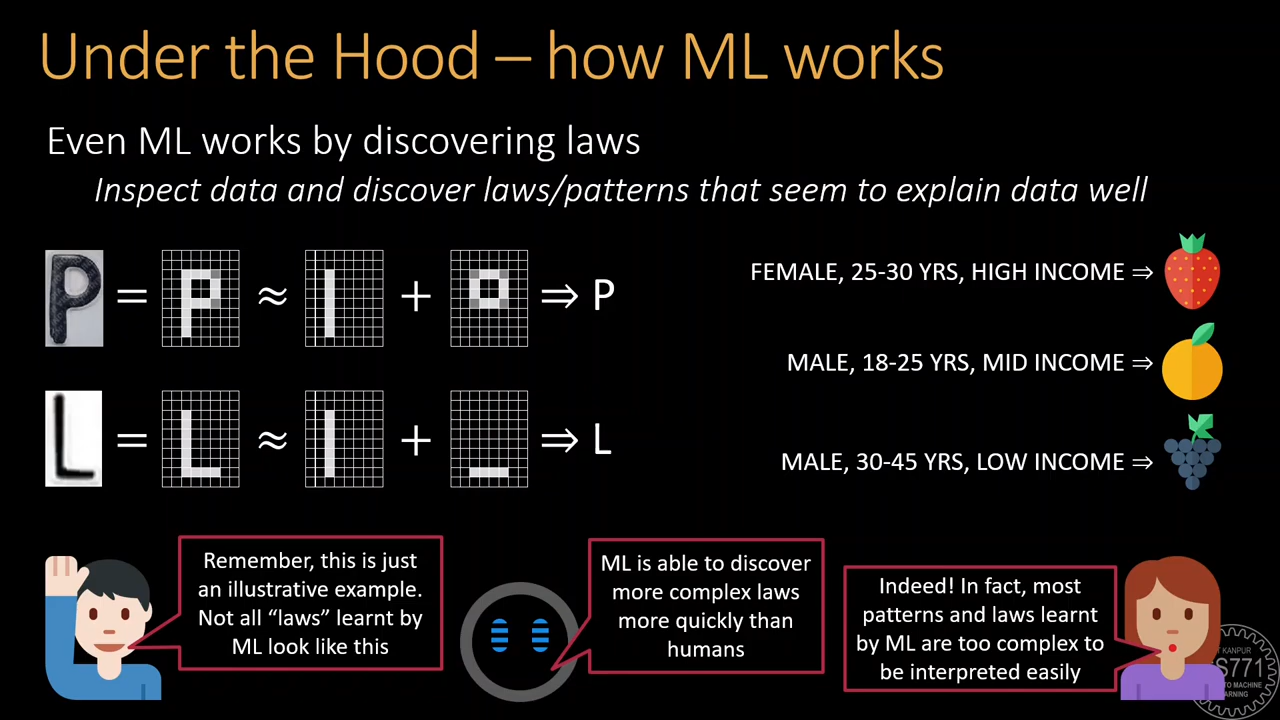 Under the Hood – how ML works
Even ML works by discovering laws
Inspect data and discover laws/patterns that seem to explain data well
P = P ≈ | + o ⇒ P
L = L ≈ | + _ ⇒ L
FEMALE, 25-30 YRS, HIGH INCOME ⇒
MALE, 18-25 YRS, MID INCOME ⇒
MALE, 30-45 YRS, LOW INCOME ⇒
Remember, this is just
an illustrative example.
Not all “laws” learnt by
ML look like this
ML is able to discover
more complex laws
more quickly than
humans
Indeed! In fact, most
patterns and laws learnt
by ML are too complex to
be interpreted easily
KANPUR
S771
TO MACHINE